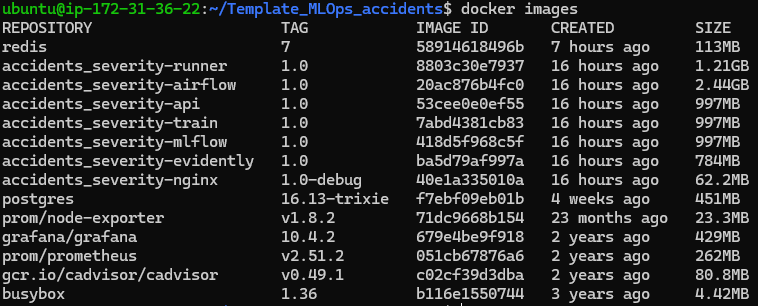 ubuntu@ip-172-31-36-22:~/Template_MLOps_accidents$ docker images
REPOSITORY TAG IMAGE ID CREATED SIZE
redis 7 58914618496b 7 hours ago 113MB
accidents_severity-runner 1.0 8803c30e7937 16 hours ago 1.21GB
accidents_severity-airflow 1.0 20ac876b4fc0 16 hours ago 2.44GB
accidents_severity-api 1.0 53cee0e0ef55 16 hours ago 997MB
accidents_severity-train 1.0 7abd4381cb83 16 hours ago 997MB
accidents_severity-mlflow 1.0 418d5f968c5f 16 hours ago 997MB
accidents_severity-evidently 1.0 ba5d79af997a 16 hours ago 784MB
accidents_severity-nginx 1.0-debug 40e1a335010a 16 hours ago 62.2MB
postgres 16.13-trixie f7ebf09eb01b 4 weeks ago 451MB
prom/node-exporter v1.8.2 71dc9668b154 23 months ago 23.3MB
grafana/grafana 10.4.2 679e4be9f918 2 years ago 429MB
prom/prometheus v2.51.2 051cb67876a6 2 years ago 262MB
gcr.io/cadvisor/cadvisor v0.49.1 c02cf39d3dba 2 years ago 80.8MB
busybox 1.36 b116e1550744 3 years ago 4.42MB